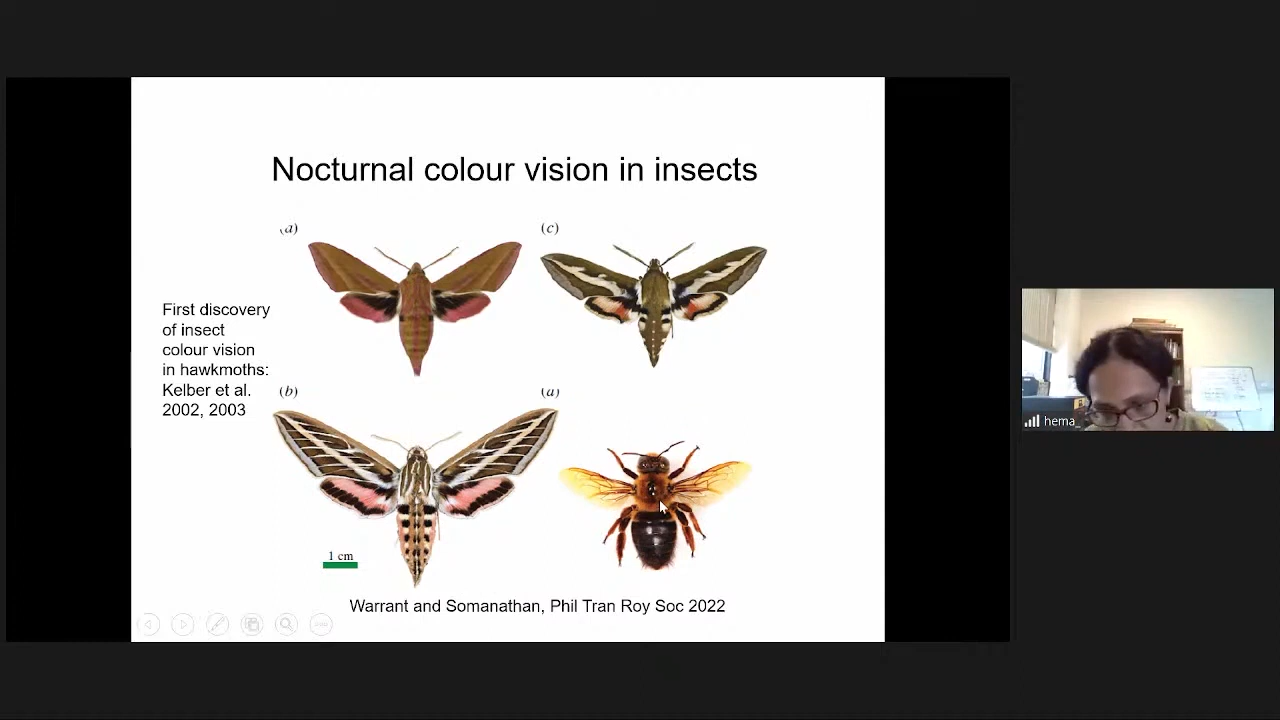 Nocturnal colour vision in insects
(a)
(c)
First discovery
of insect
colour vision
in hawkmoths:
Kelber et al.
2002, 2003
(b)
(a)
1 cm
Warrant and Somanathan, Phil Tran Roy Soc 2022
hema